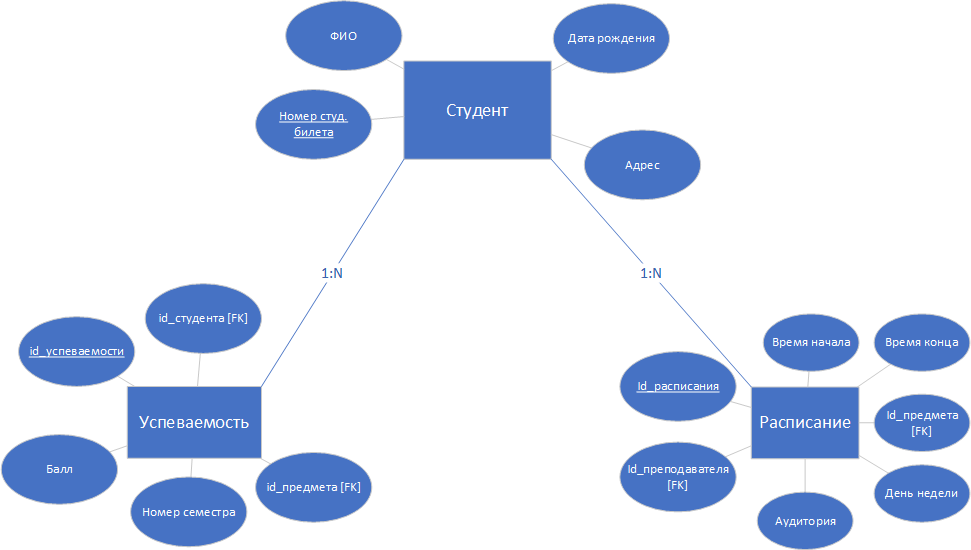 ФИО
Дата рождения
Студент
Номер студ.
билета
Адрес
1:N
1:N
id_студента [FK]
id_успеваемости
Успеваемость
Балл
Номер семестра
id_предмета [FK]
Время начала
Время конца
Id_расписания
Расписание
Id_предмета
[FK]
Id_преподавателя
[FK]
День недели
Аудитория